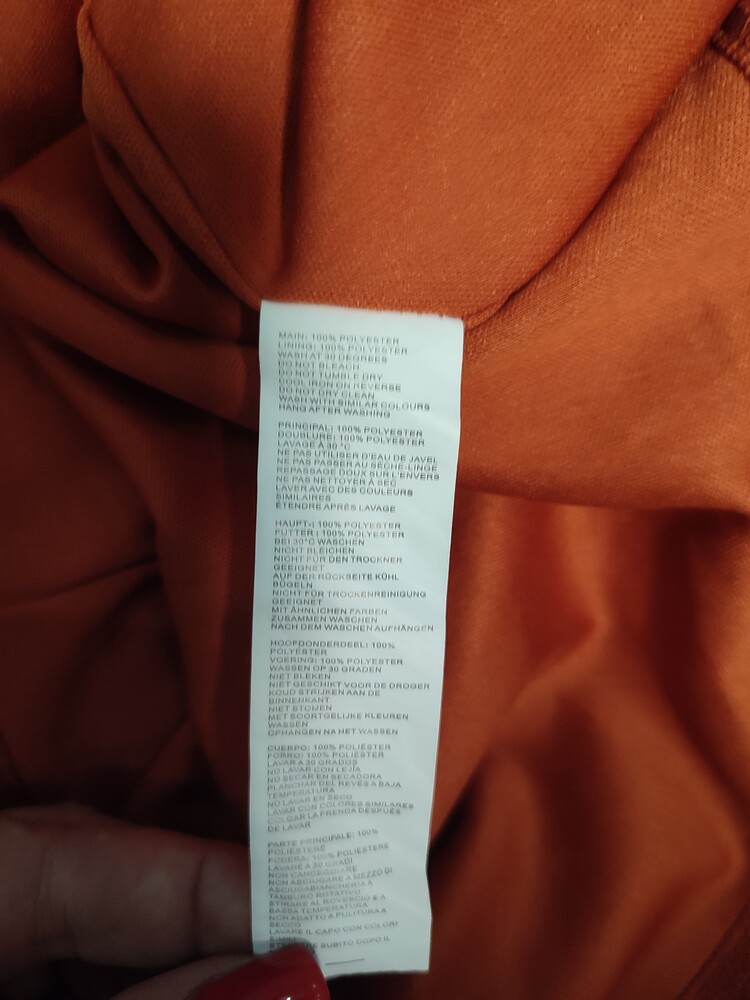 MAIN: 100% POLYESTER
LINING: 100% POLYESTER
WASH AT 30 DEGREES
DO NOT BLEACH
DO NOT TUMBLE DRY
COOL IRON ON REVERSE
DO NOT DRY CLEAN
WASH WITH SIMILAR COLOURS
HANG AFTER WASHING
PRINCIPAL: 100% POLYESTER
DOUBLURE: 100% POLYESTER
LAVAGE À 30 °C
NE PAS UTILISER D'EAU DE JAVEL
NE PAS PASSER AU SÈCHE-LINGE
REPASSAGE DOUX SUR L'ENVERS
NE PAS NETTOYER À SEC
LAVER AVEC DES COULEURS
SIMILAIRES
ÉTENDRE APRÈS LAVAGE
HAUPT-: 100% POLYESTER
FUTTER : 100% POLYESTER
BEI 30°C WASCHEN
NICHT BLEICHEN
NICHT FÜR DEN TROCKNER
GEEIGNET
AUF DER RÜCKSEITE KÜHL
BÜGELN
NICHT FÜR TROCKENREINIGUNG
GEEIGNET
MIT ÄHNLICHEN FARBEN
ZUSAMMEN WASCHEN
NACH DEM WASCHEN AUFHÄNGEN
HOOFDONDERDEEL: 100%
POLYESTER
VOERING: 100% POLYESTER
WASSEN OP 30 GRADEN
NIET BLEKEN
NIET GESCHIKT VOOR DE DROGER
KOUD STRIJKEN AAN DE
BINNENKANT
NIET STOMEN
MET SOORTGELIJKE KLEUREN
WASSEN
OPHANGEN NA HET WASSEN
CUERPO: 100% POLIÉSTER
FORRO: 100% POLIÉSTER
LAVAR A 30 GRADOS
NO LAVAR CON LEJÍA
NO SECAR EN SECADORA
PLANCHAR DEL REVÉS A BAJA
TEMPERATURA
NO LAVAR EN SECO
LAVAR CON COLORES SIMILARES
COLGAR LA PRENDA DESPUÉS
DE LAVAR
PARTE PRINCIPALE: 100%
POLIESTERE
FODERA: 100% POLIESTERE
LAVARE A 30 GRADI
NON CANDEGGIARE
NON ASCIUGARE A MEZZO DI
ASCIUGABIANCHERIA A
TAMBURO ROTATIVO
STIRARE AL ROVESCIO E A
BASSA TEMPERATURA
NON ADATTO A PULITURA A
SECCO
LAVARE IL CAPO CON COLORI
SUBITO DOPO IL